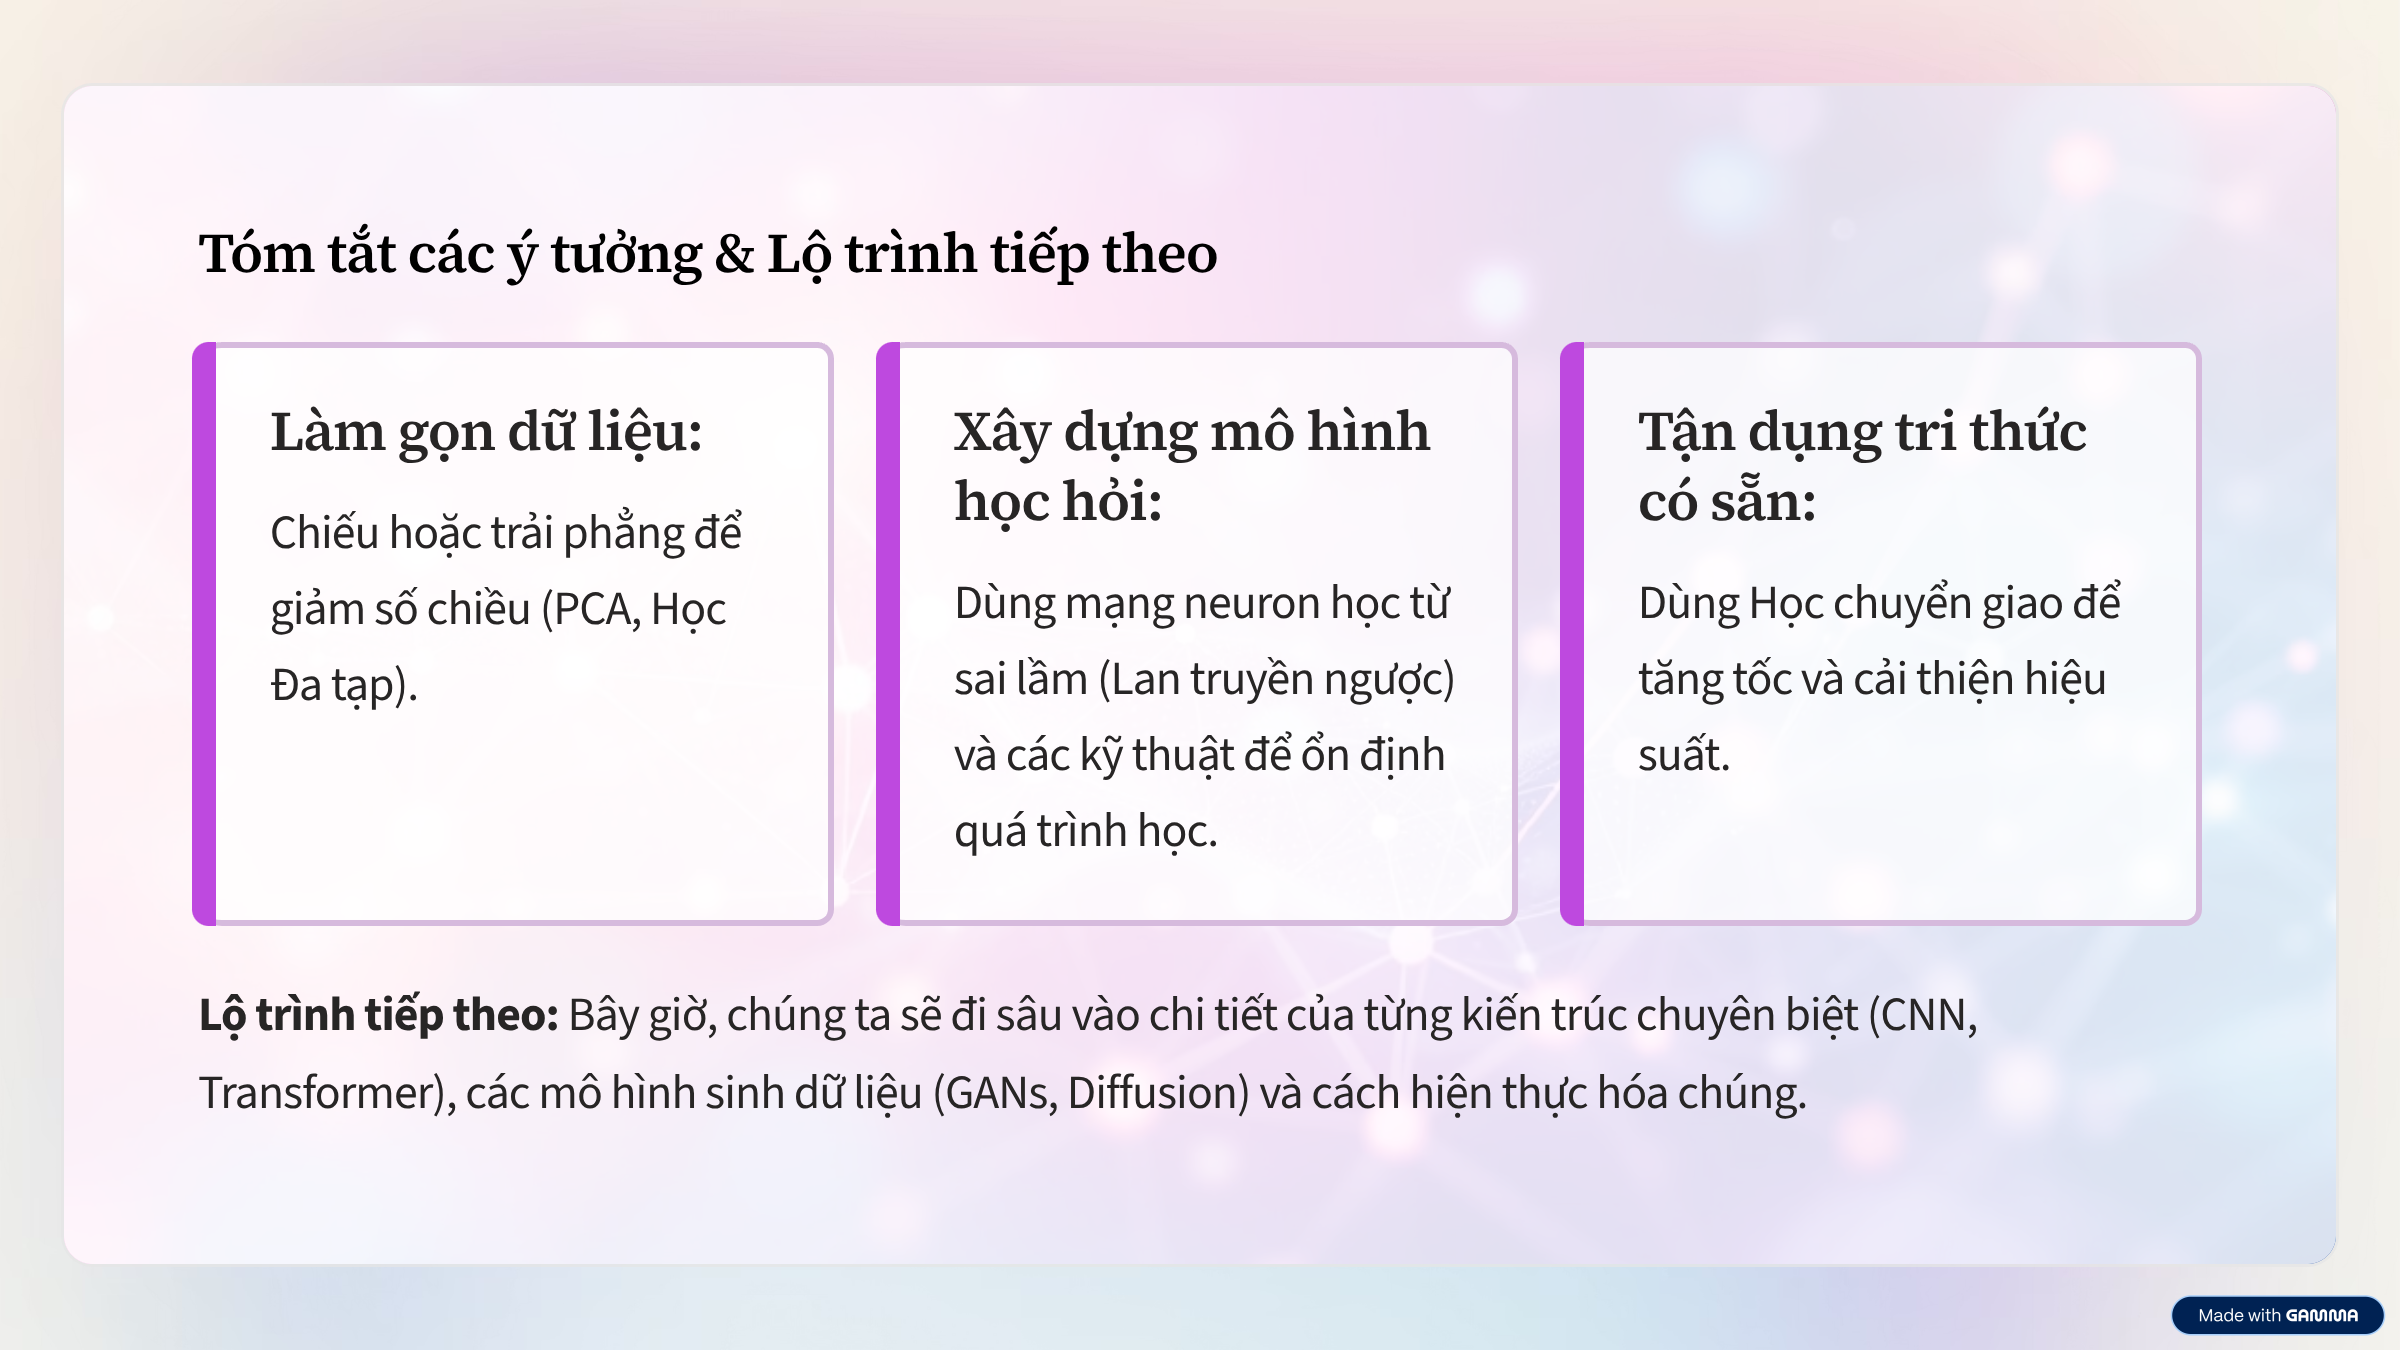 Tóm tắt các ý tưởng & Lộ trình tiếp theo
Làm gọn dữ liệu:
Chiếu hoặc trải phẳng để
giảm số chiều (PCA, Học
Đa tạp).
Xây dựng mô hình
học hỏi:
Dùng mạng neuron học từ
sai lầm (Lan truyền ngược)
và các kỹ thuật để ổn định
quá trình học.
Tận dụng tri thức
có sẵn:
Dùng Học chuyển giao để
tăng tốc và cải thiện hiệu
suất.
Lộ trình tiếp theo: Bây giờ, chúng ta sẽ đi sâu vào chi tiết của từng kiến trúc chuyên biệt (CNN,
Transformer), các mô hình sinh dữ liệu (GANs, Diffusion) và cách hiện thực hóa chúng.
Made with GAMMA